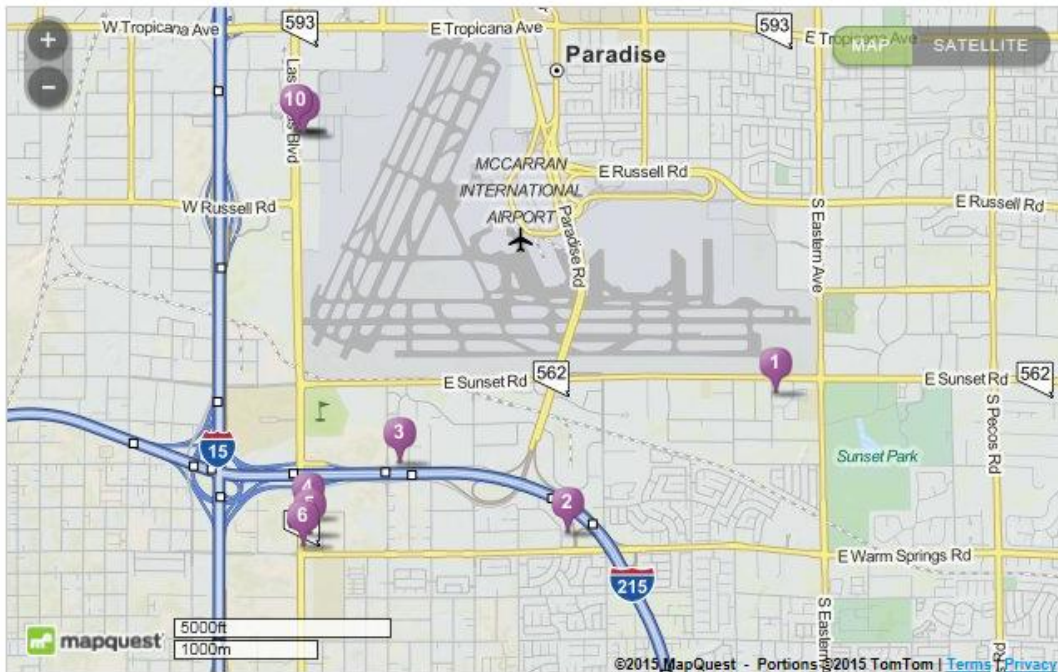 W Tropicana Ave
593
E Tropicana Ave
593
E Tropicana Ave
MAP
SATELLITE
+
−
Paradise
10
Blvd
MCCARRAN
INTERNATIONAL
AIRPORT
E Russell Rd
W Russell Rd
Paradise Rd
S Eastern Ave
E Russell Rd
1
E Sunset Rd
562
E Sunset Rd
562
S Pecos Rd
3
15
Sunset Park
4
6
2
E Warm Springs Rd
215
S Eastern
mapquest
5000ft
1000m
©2015 MapQuest - Portions ©2015 TomTom | Terms | Privacy